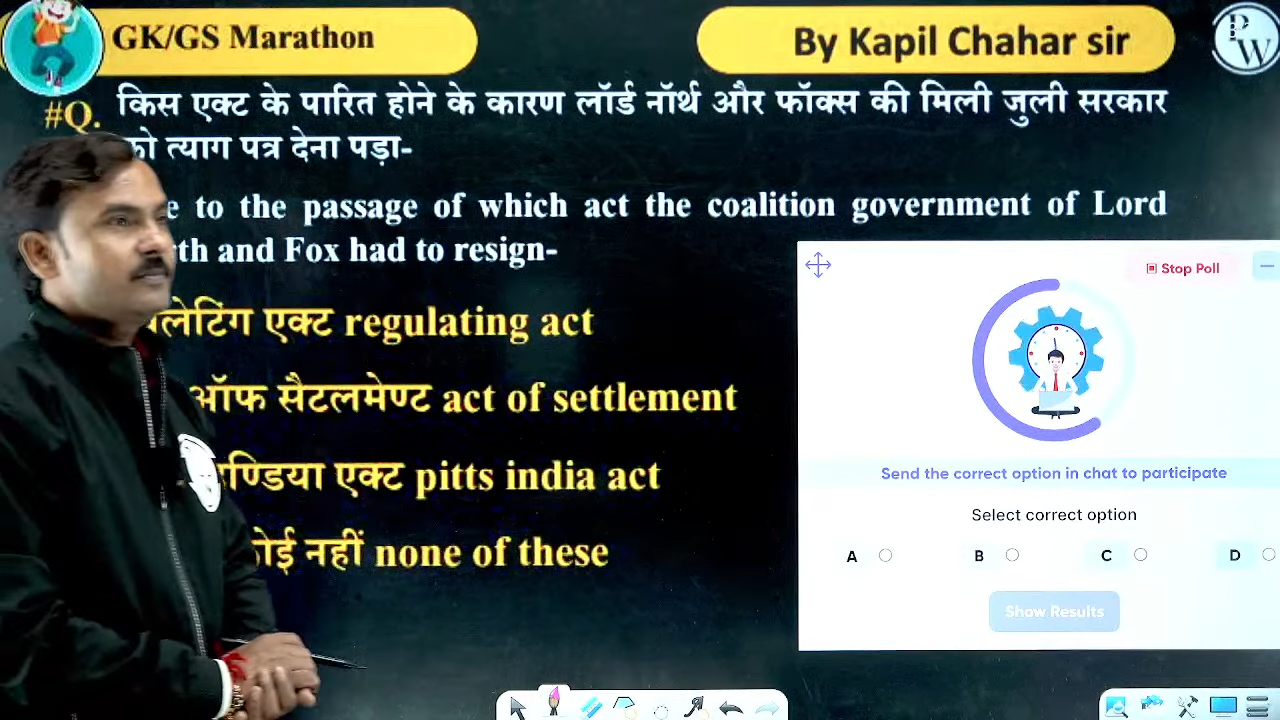 GK/GS Marathon
By Kapil Chahar sir
PW
#Q. किस एक्ट के पारित होने के कारण लॉर्ड नॉर्थ और फॉक्स की मिली जुली सरकार
को त्याग पत्र देना पड़ा-
to the passage of which act the coalition government of Lord
and Fox had to resign-
एक्ट regulating act
ऑफ सैटलमेण्ट act of settlement
एक्ट pitts india act
नहीं none of these
Stop Poll
Send the correct option in chat to participate
Select correct option
A
B
C
D
Show Results